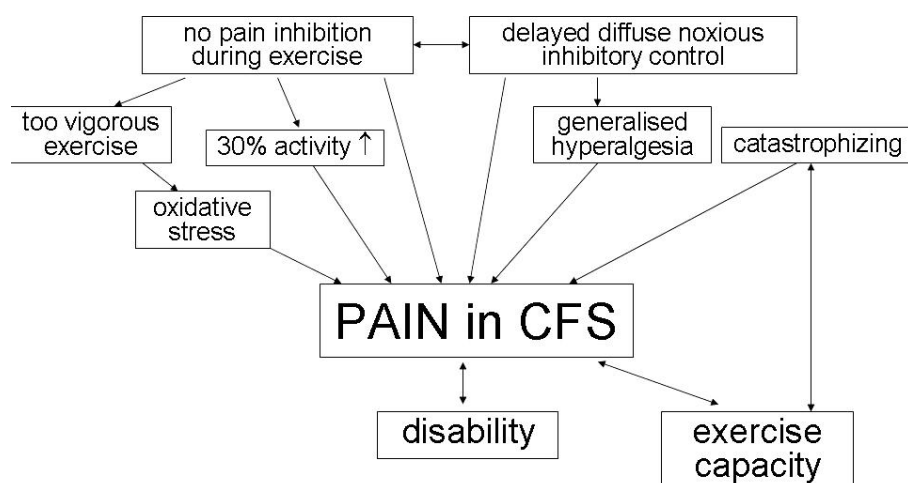 no pain inhibition
during exercise
delayed diffuse noxious
inhibitory control
too vigorous
exercise
30% activity ↑
generalised
hyperalgesia
catastrophizing
oxidative
stress
PAIN in CFS
disability
exercise
capacity